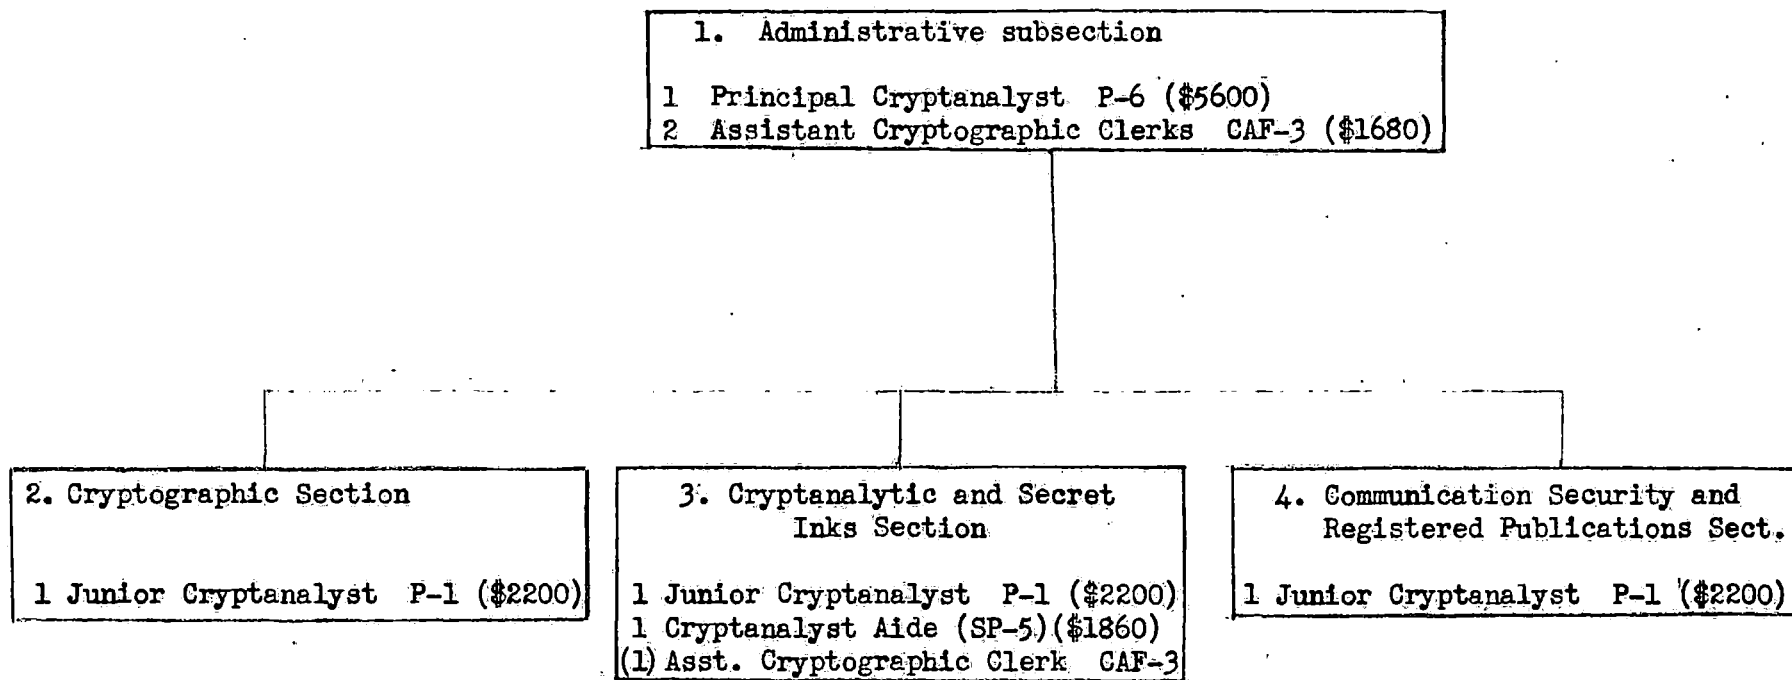 1. Administrative subsection
1 Principal Cryptanalyst P-6 ($5600)
2 Assistant Cryptographic Clerks CAF-3 ($1680)
2. Cryptographic Section
1 Junior Cryptanalyst P-1 ($2200)
3. Cryptanalytic and Secret
Inks Section
1 Junior Cryptanalyst P-1 ($2200)
1 Cryptanalyst Aide (SP-5)($1860)
(1) Asst. Cryptographic Clerk CAF-3
4. Communication Security and
Registered Publications Sect.
1 Junior Cryptanalyst P-1 ($2200)